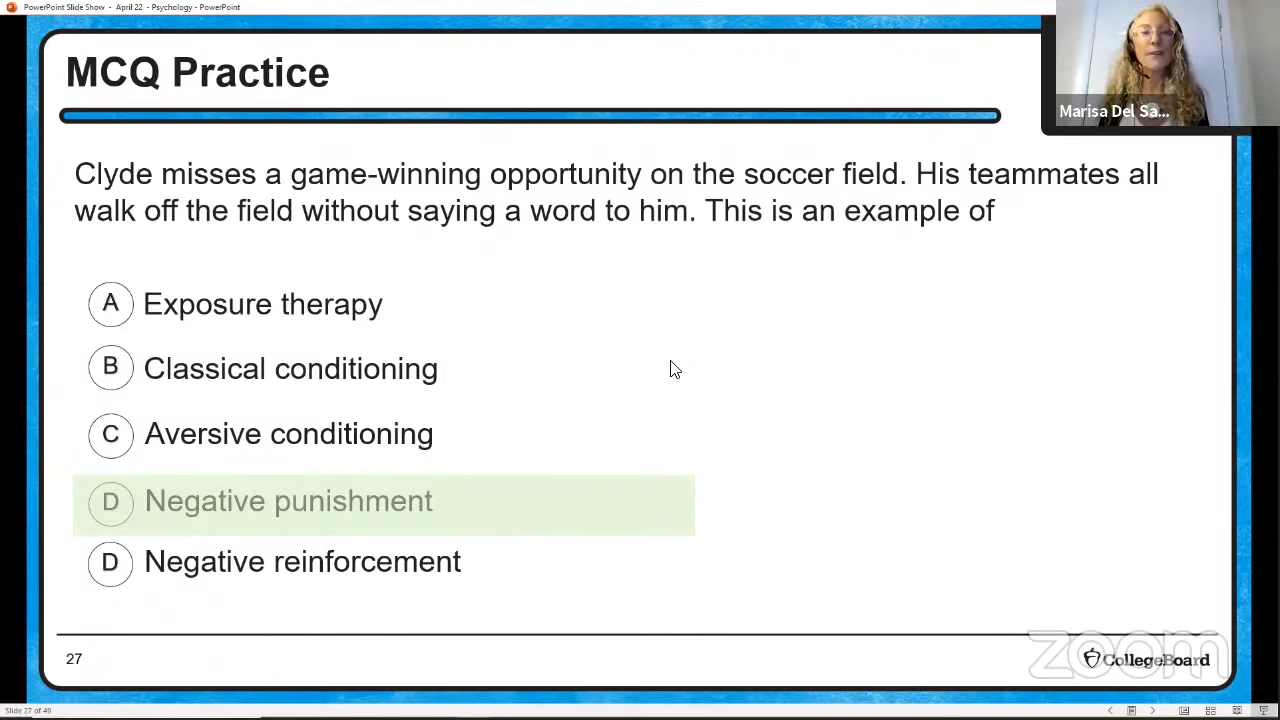 PowerPoint Slide Show - April 22 - Psychology - PowerPoint
MCQ Practice
Marisa Del Sa...
Clyde misses a game-winning opportunity on the soccer field. His teammates all
walk off the field without saying a word to him. This is an example of
A Exposure therapy
B Classical conditioning
C Aversive conditioning
D Negative punishment
D Negative reinforcement
27
zoom
CollegeBoard
Slide 27 of 49